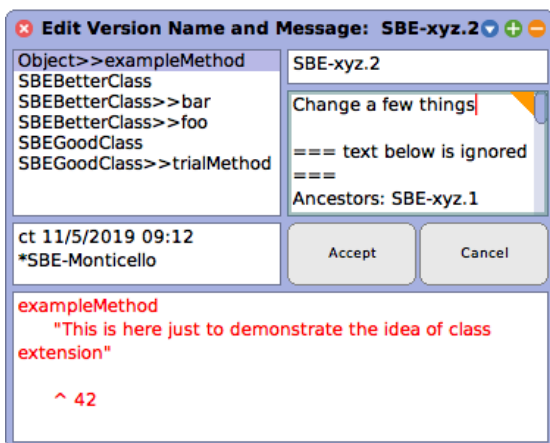 Edit Version Name and Message: SBE-xyz.2
Object>>exampleMethod
SBEBetterClass
SBEBetterClass>>bar
SBEBetterClass>>foo
SBEGoodClass
SBEGoodClass>>trialMethod
SBE-xyz.2
Change a few things
=== text below is ignored
===
Ancestors: SBE-xyz.1
ct 11/5/2019 09:12
*SBE-Monticello
Accept
Cancel
exampleMethod
"This is here just to demonstrate the idea of class
extension"
^ 42